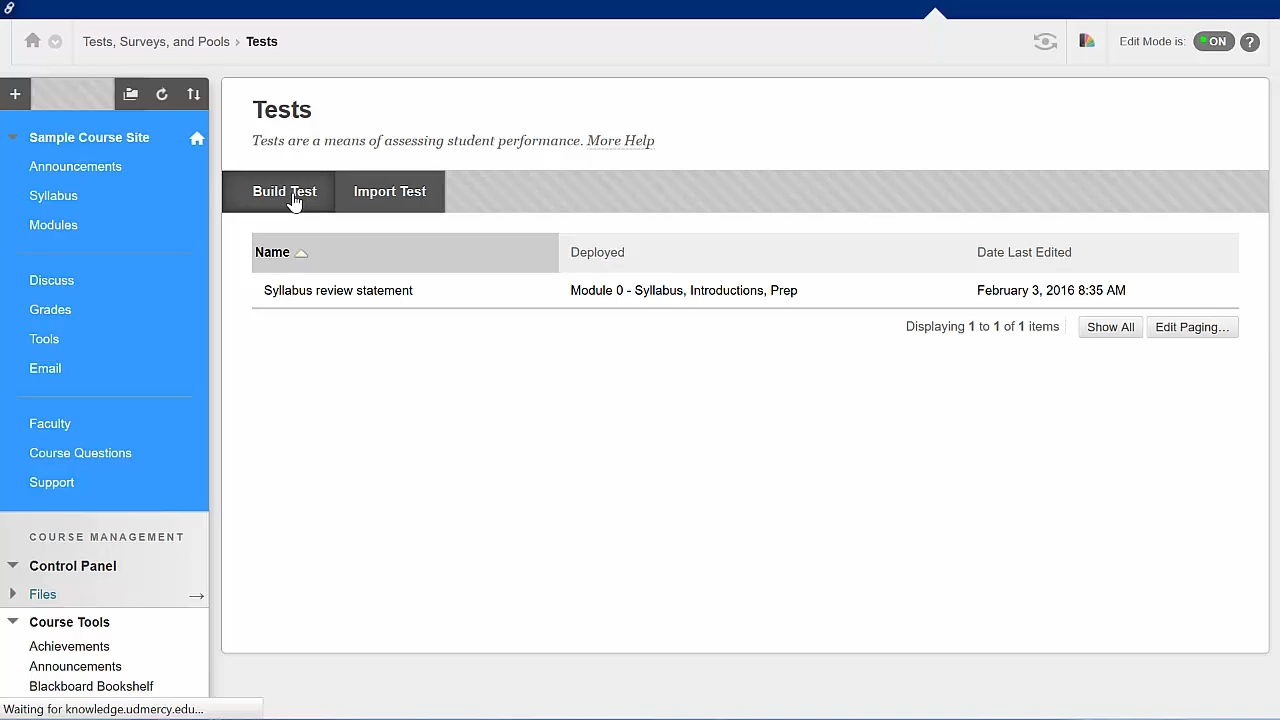 Tests, Surveys, and Pools › Tests
Edit Mode is: ON ?
Sample Course Site
Announcements
Syllabus
Modules
Discuss
Grades
Tools
Email
Faculty
Course Questions
Support
COURSE MANAGEMENT
Control Panel
Files
Course Tools
Achievements
Announcements
Blackboard Bookshelf
Tests
Tests are a means of assessing student performance. More Help
Build Test Import Test
Name Deployed Date Last Edited
Syllabus review statement Module 0 - Syllabus, Introductions, Prep February 3, 2016 8:35 AM
Displaying 1 to 1 of 1 items Show All Edit Paging...
Waiting for knowledge.udmercy.edu...